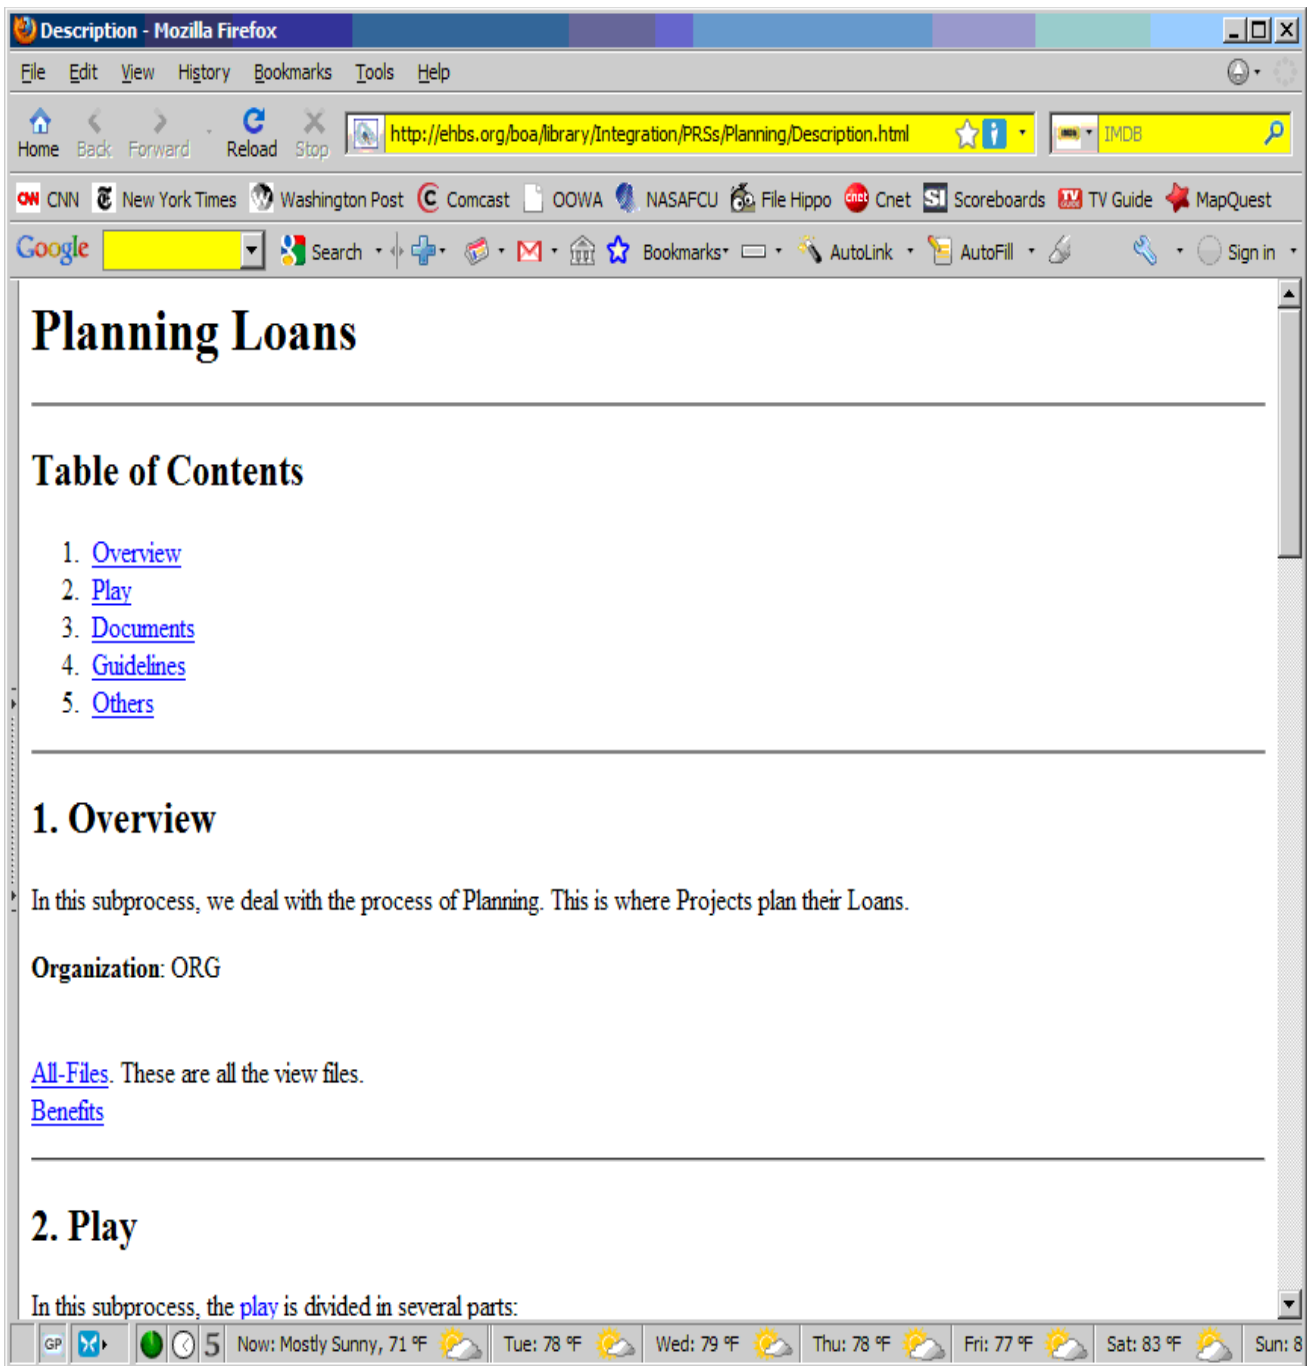 Description - Mozilla Firefox
File Edit View History Bookmarks Tools Help
Home Back Forward Reload Stop http://ehbs.org/boa/library/Integration/PRSs/Planning/Description.html IMDB
CNN New York Times Washington Post Comcast OOWA NASAFCU File Hippo Cnet Scoreboards TV Guide MapQuest
Google Search Bookmarks AutoLink AutoFill Sign in
Planning Loans
Table of Contents
1. Overview
2. Play
3. Documents
4. Guidelines
5. Others
1. Overview
In this subprocess, we deal with the process of Planning. This is where Projects plan their Loans.
Organization: ORG
All-Files. These are all the view files.
Benefits
2. Play
In this subprocess, the play is divided in several parts:
GP 5 Now: Mostly Sunny, 71 °F Tue: 78 °F Wed: 79 °F Thu: 78 °F Fri: 77 °F Sat: 83 °F Sun: 8